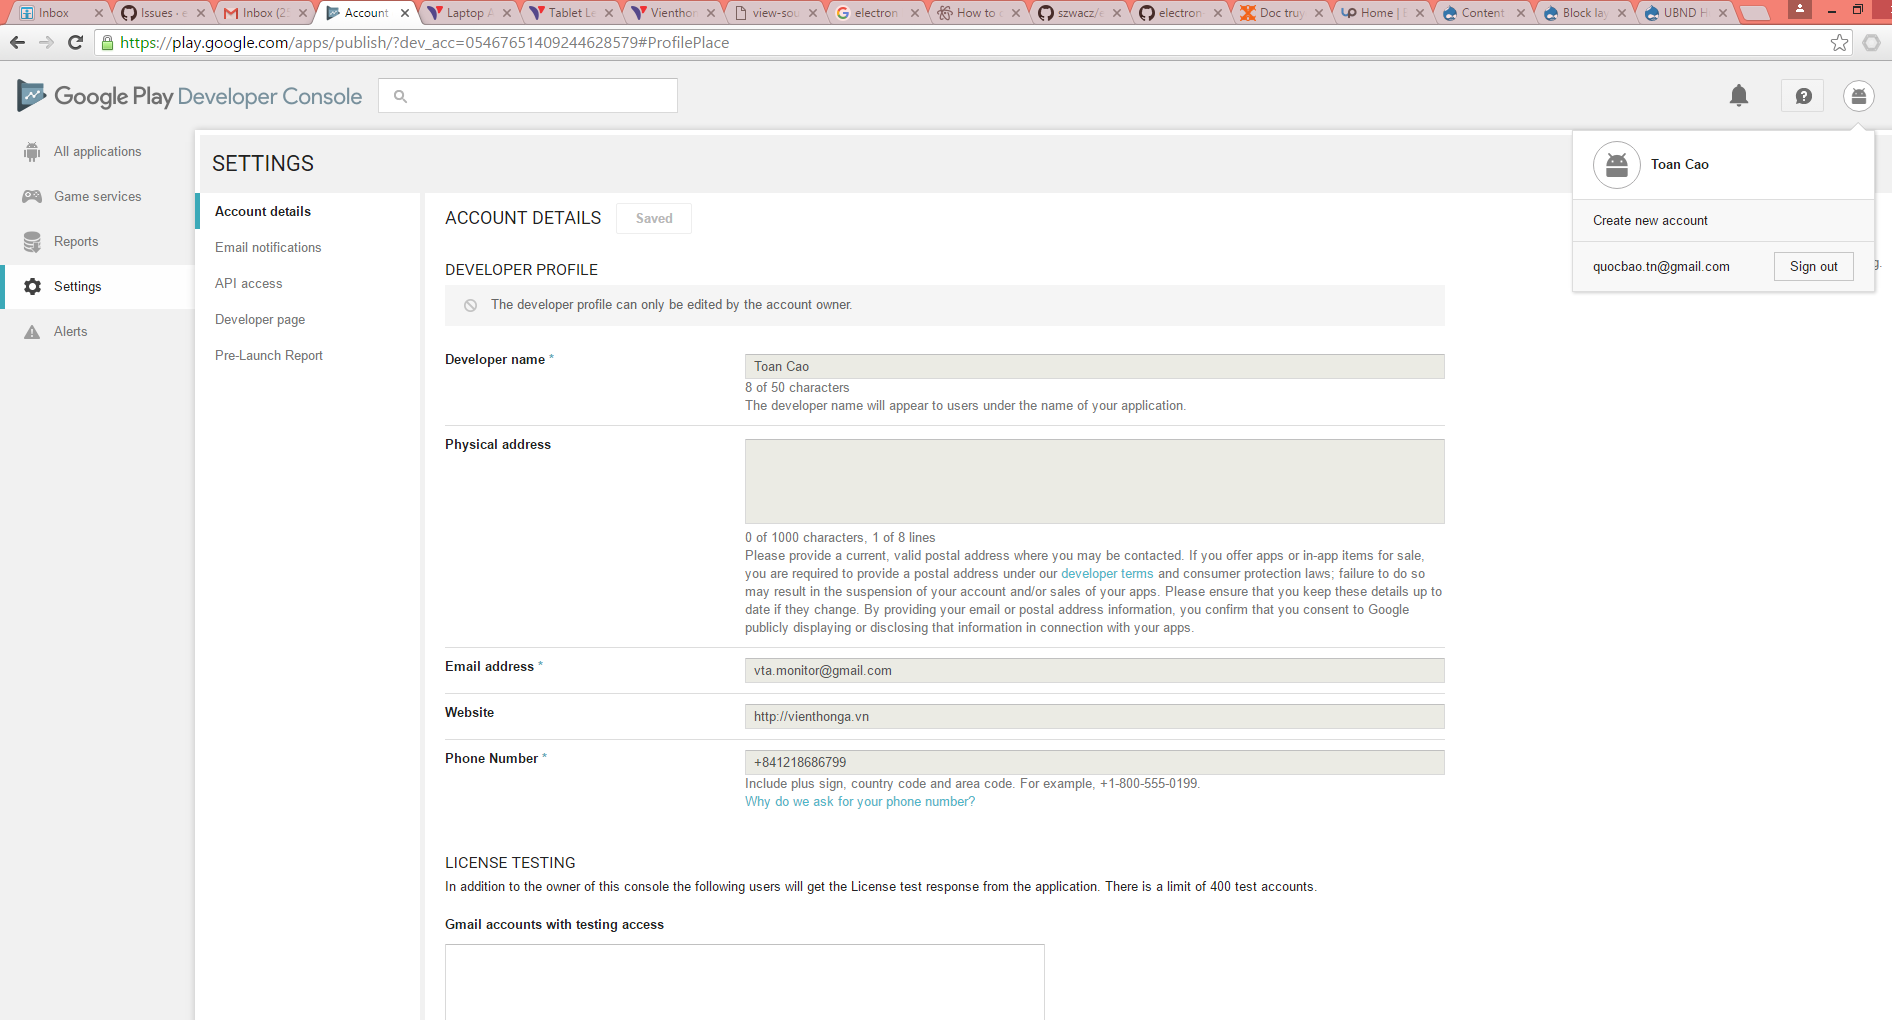 Inbox
Issues · e
Inbox (25
Account
Laptop A
Tablet Le
Vienthon
view-sou
electron
How to
szwacz/e
electron
Doc truy
Home |
Content
Block lay
UBND H
https://play.google.com/apps/publish/?dev_acc=05467651409244628579#ProfilePlace
Google Play Developer Console
All applications
Game services
Reports
Settings
Alerts
SETTINGS
Account details
Email notifications
API access
Developer page
Pre-Launch Report
Toan Cao
Create new account
quocbao.tn@gmail.com
Sign out
g.
ACCOUNT DETAILS
Saved
DEVELOPER PROFILE
The developer profile can only be edited by the account owner.
Developer name *
Toan Cao
8 of 50 characters
The developer name will appear to users under the name of your application.
Physical address
0 of 1000 characters, 1 of 8 lines
Please provide a current, valid postal address where you may be contacted. If you offer apps or in-app items for sale,
you are required to provide a postal address under our developer terms and consumer protection laws; failure to do so
may result in the suspension of your account and/or sales of your apps. Please ensure that you keep these details up to
date if they change. By providing your email or postal address information, you confirm that you consent to Google
publicly displaying or disclosing that information in connection with your apps.
Email address *
vta.monitor@gmail.com
Website
http://vienthonga.vn
Phone Number *
+841218686799
Include plus sign, country code and area code. For example, +1-800-555-0199.
Why do we ask for your phone number?
LICENSE TESTING
In addition to the owner of this console the following users will get the License test response from the application. There is a limit of 400 test accounts.
Gmail accounts with testing access